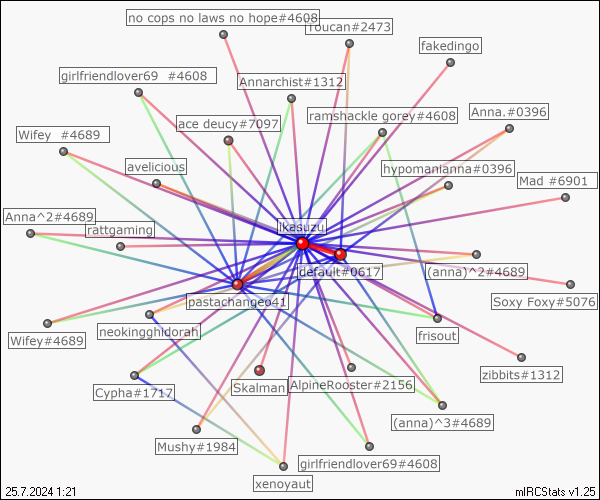 no cops no laws no hope#4608
Toucan#2473
fakedingo
girlfriendlover69 #4608
Annarchist#1312
ramshackle gorey#4608
Anna.#0396
ace deucy#7097
Wifey #4689
avelicious
hypomanianna#0396
Mad #6901
Anna^2#4689
rattgaming
lkasuzu
default#0617
(anna)^2#4689
pastachangeo41
Soxy Foxy#5076
Wifey#4689
neokingghidorah
frisout
zibbits#1312
Cypha#1717
Skalman
AlpineRooster#2156
(anna)^3#4689
Mushy#1984
girlfriendlover69#4608
xenoyaut
25.7.2024 1:21
mIRCStats v1.25